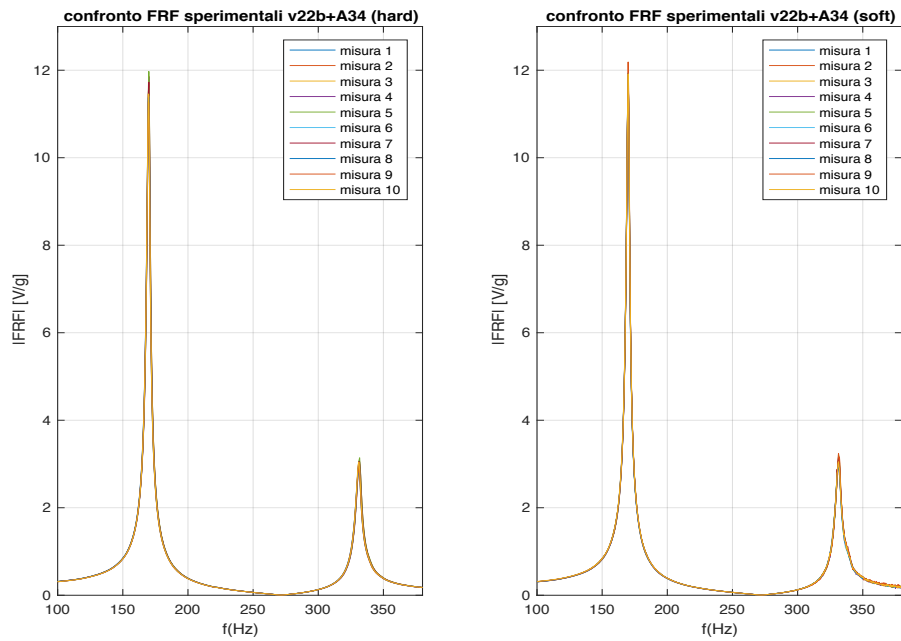 confronto FRF sperimentali v22b+A34 (hard)
misura 1
misura 2
misura 3
misura 4
misura 5
misura 6
misura 7
misura 8
misura 9
misura 10
|FRF| [V/g]
12
10
8
6
4
2
0
100
150
200
250
300
350
f(Hz)
confronto FRF sperimentali v22b+A34 (soft)
misura 1
misura 2
misura 3
misura 4
misura 5
misura 6
misura 7
misura 8
misura 9
misura 10
|FRF| [V/g]
12
10
8
6
4
2
0
100
150
200
250
300
350
f(Hz)